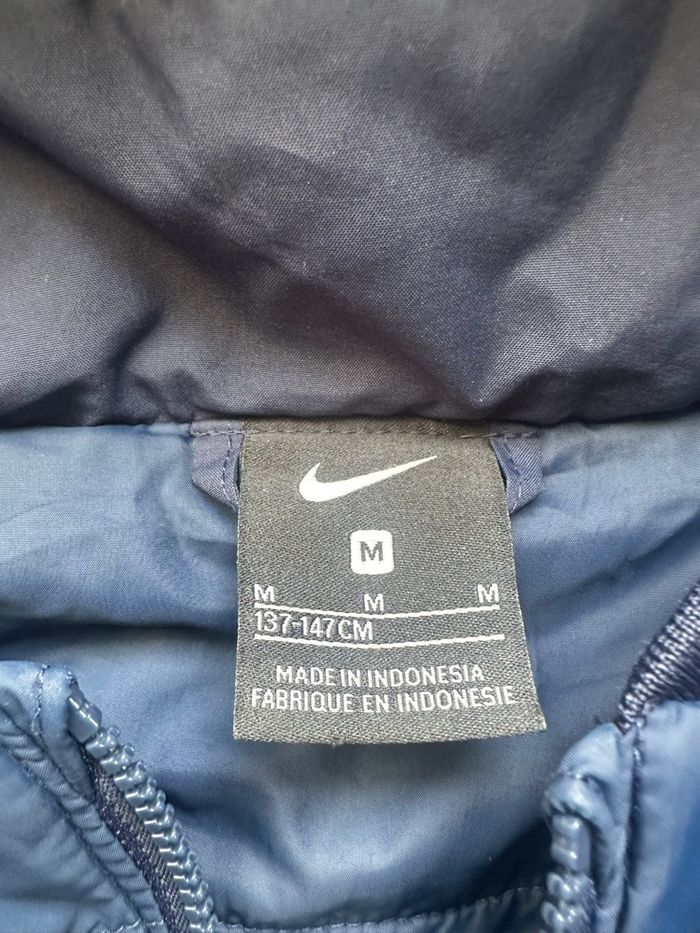 M
M M M
137-147CM
MADE IN INDONESIA
FABRIQUE EN INDONESIE